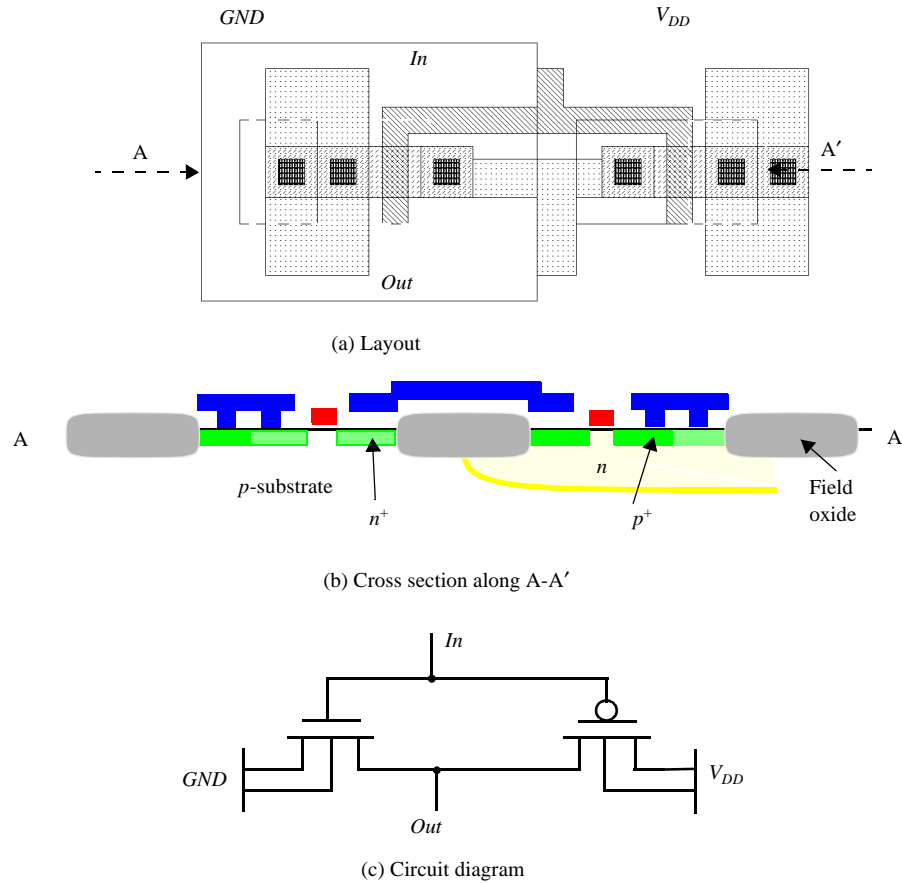 GND V_DD
In
A A′
Out
(a) Layout
A A
n
p-substrate Field
n⁺ p⁺ oxide
(b) Cross section along A-A′
In
GND V_DD
Out
(c) Circuit diagram